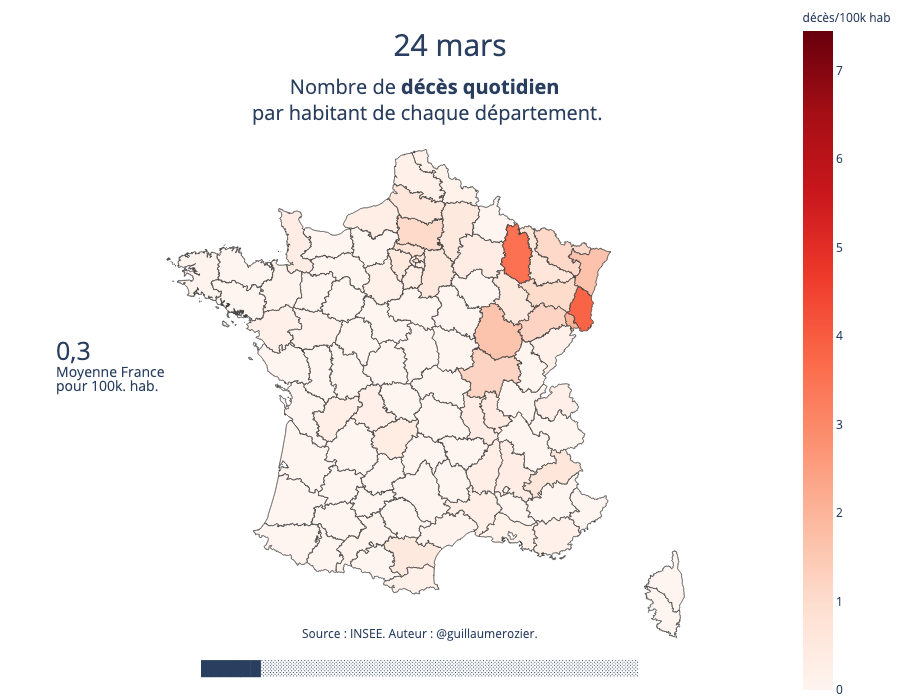 décès/100k hab
24 mars
Nombre de décès quotidien
par habitant de chaque département.
7
6
5
4
3
2
1
0
0,3
Moyenne France
pour 100k. hab.
Source : INSEE. Auteur : @guillaumerozier.